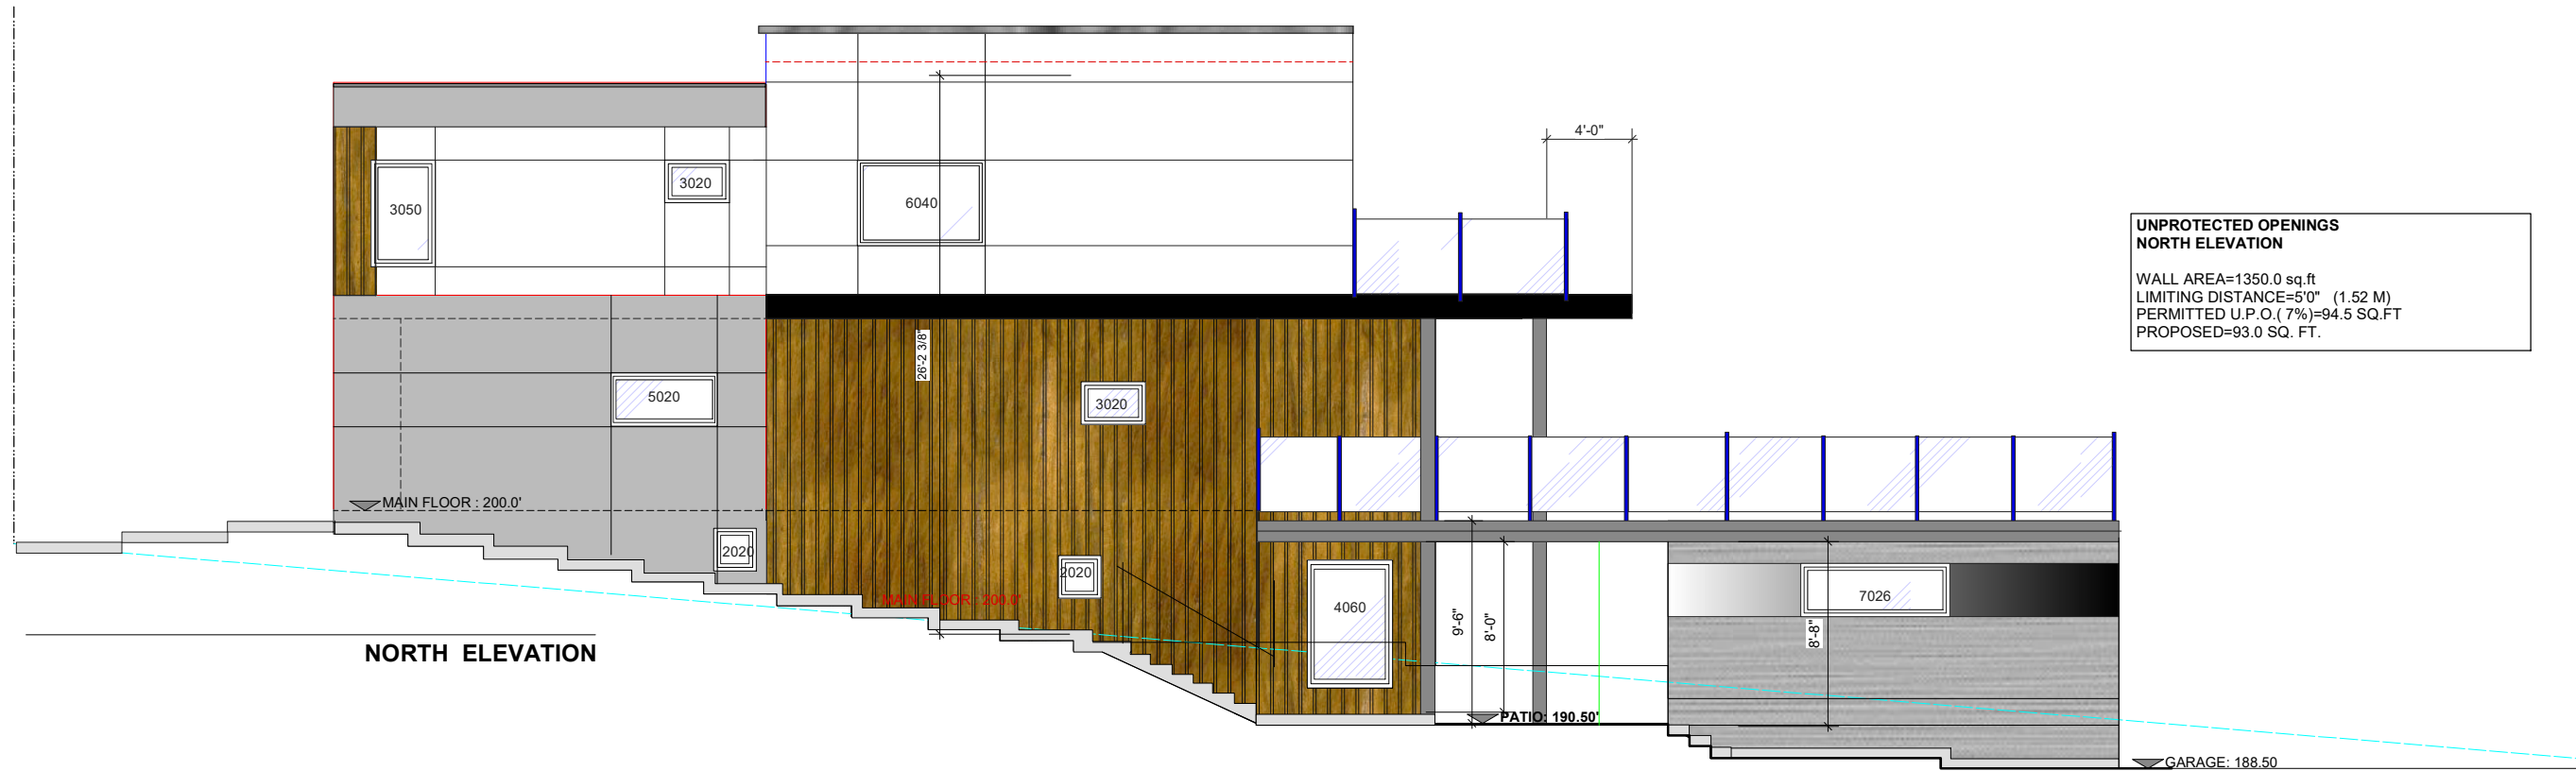 4'-0"
3050
3020
6040
UNPROTECTED OPENINGS
NORTH ELEVATION
WALL AREA=1350.0 sq.ft
LIMITING DISTANCE=5'0" (1.52 M)
PERMITTED U.P.O.( 7%)=94.5 SQ.FT
PROPOSED=93.0 SQ. FT.
26'-2 3/8"
5020
3020
MAIN FLOOR : 200.0'
2020
2020
MAIN FLOOR : 200.0'
4060
9'-6"
8'-0"
7026
8'-8"
NORTH ELEVATION
PATIO: 190.50'
GARAGE: 188.50